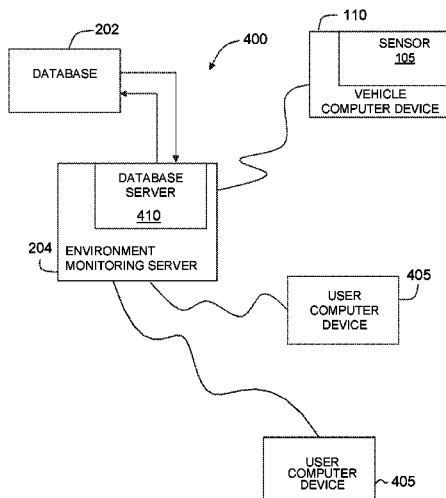 202
400
110
DATABASE
SENSOR
105
VEHICLE
COMPUTER DEVICE
DATABASE
SERVER
410
204
ENVIRONMENT
MONITORING SERVER
405
USER
COMPUTER
DEVICE
USER
COMPUTER
DEVICE
405